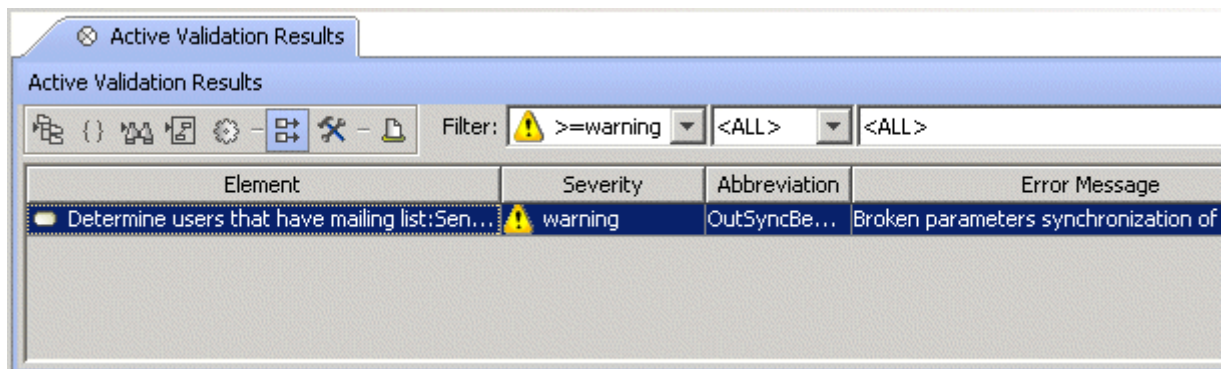 Active Validation Results
Active Validation Results
Filter: >=warning <ALL> <ALL>
Element Severity Abbreviation Error Message
Determine users that have mailing list:Sen... warning OutSyncBe... Broken parameters synchronization of